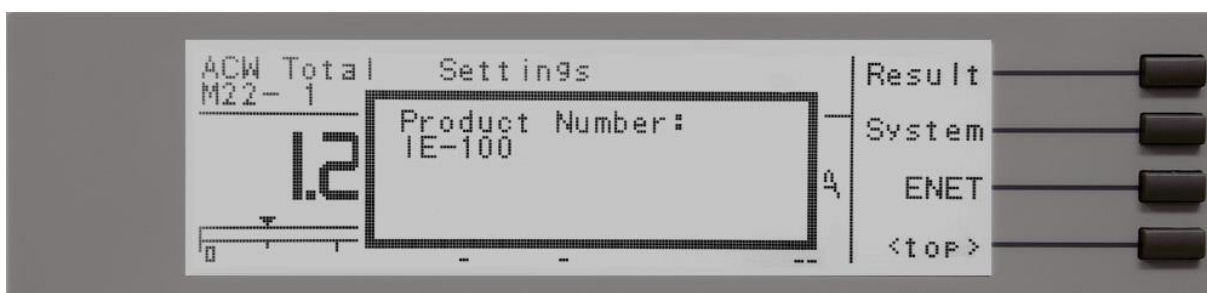 ACW Total Settings
M22- 1
Product Number:
IE-100
1.2
A
0
Result
System
ENET
<top>